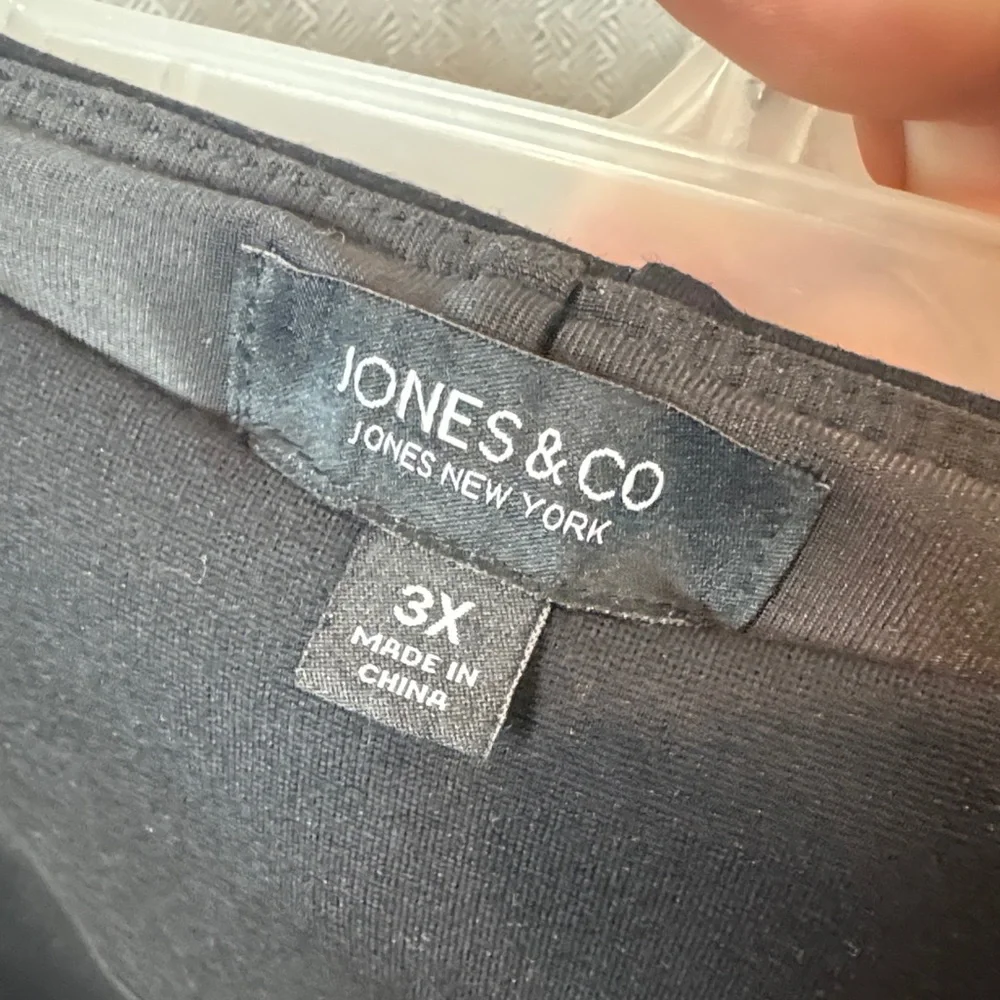 JONES & CO
JONES NEW YORK
3X
MADE IN
CHINA